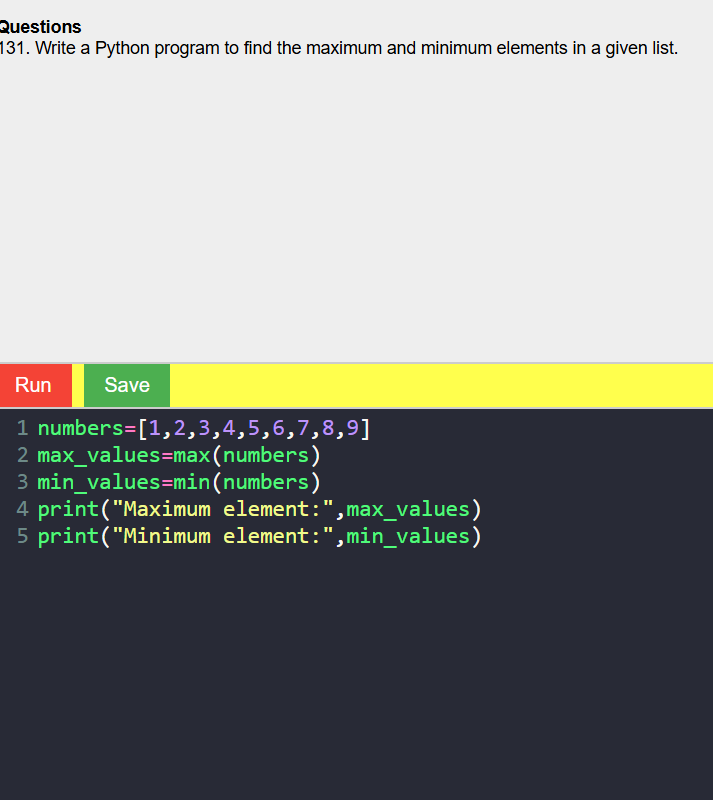 Questions
131. Write a Python program to find the maximum and minimum elements in a given list.
Run Save
1 numbers=[1,2,3,4,5,6,7,8,9]
2 max_values=max(numbers)
3 min_values=min(numbers)
4 print("Maximum element:",max_values)
5 print("Minimum element:",min_values)